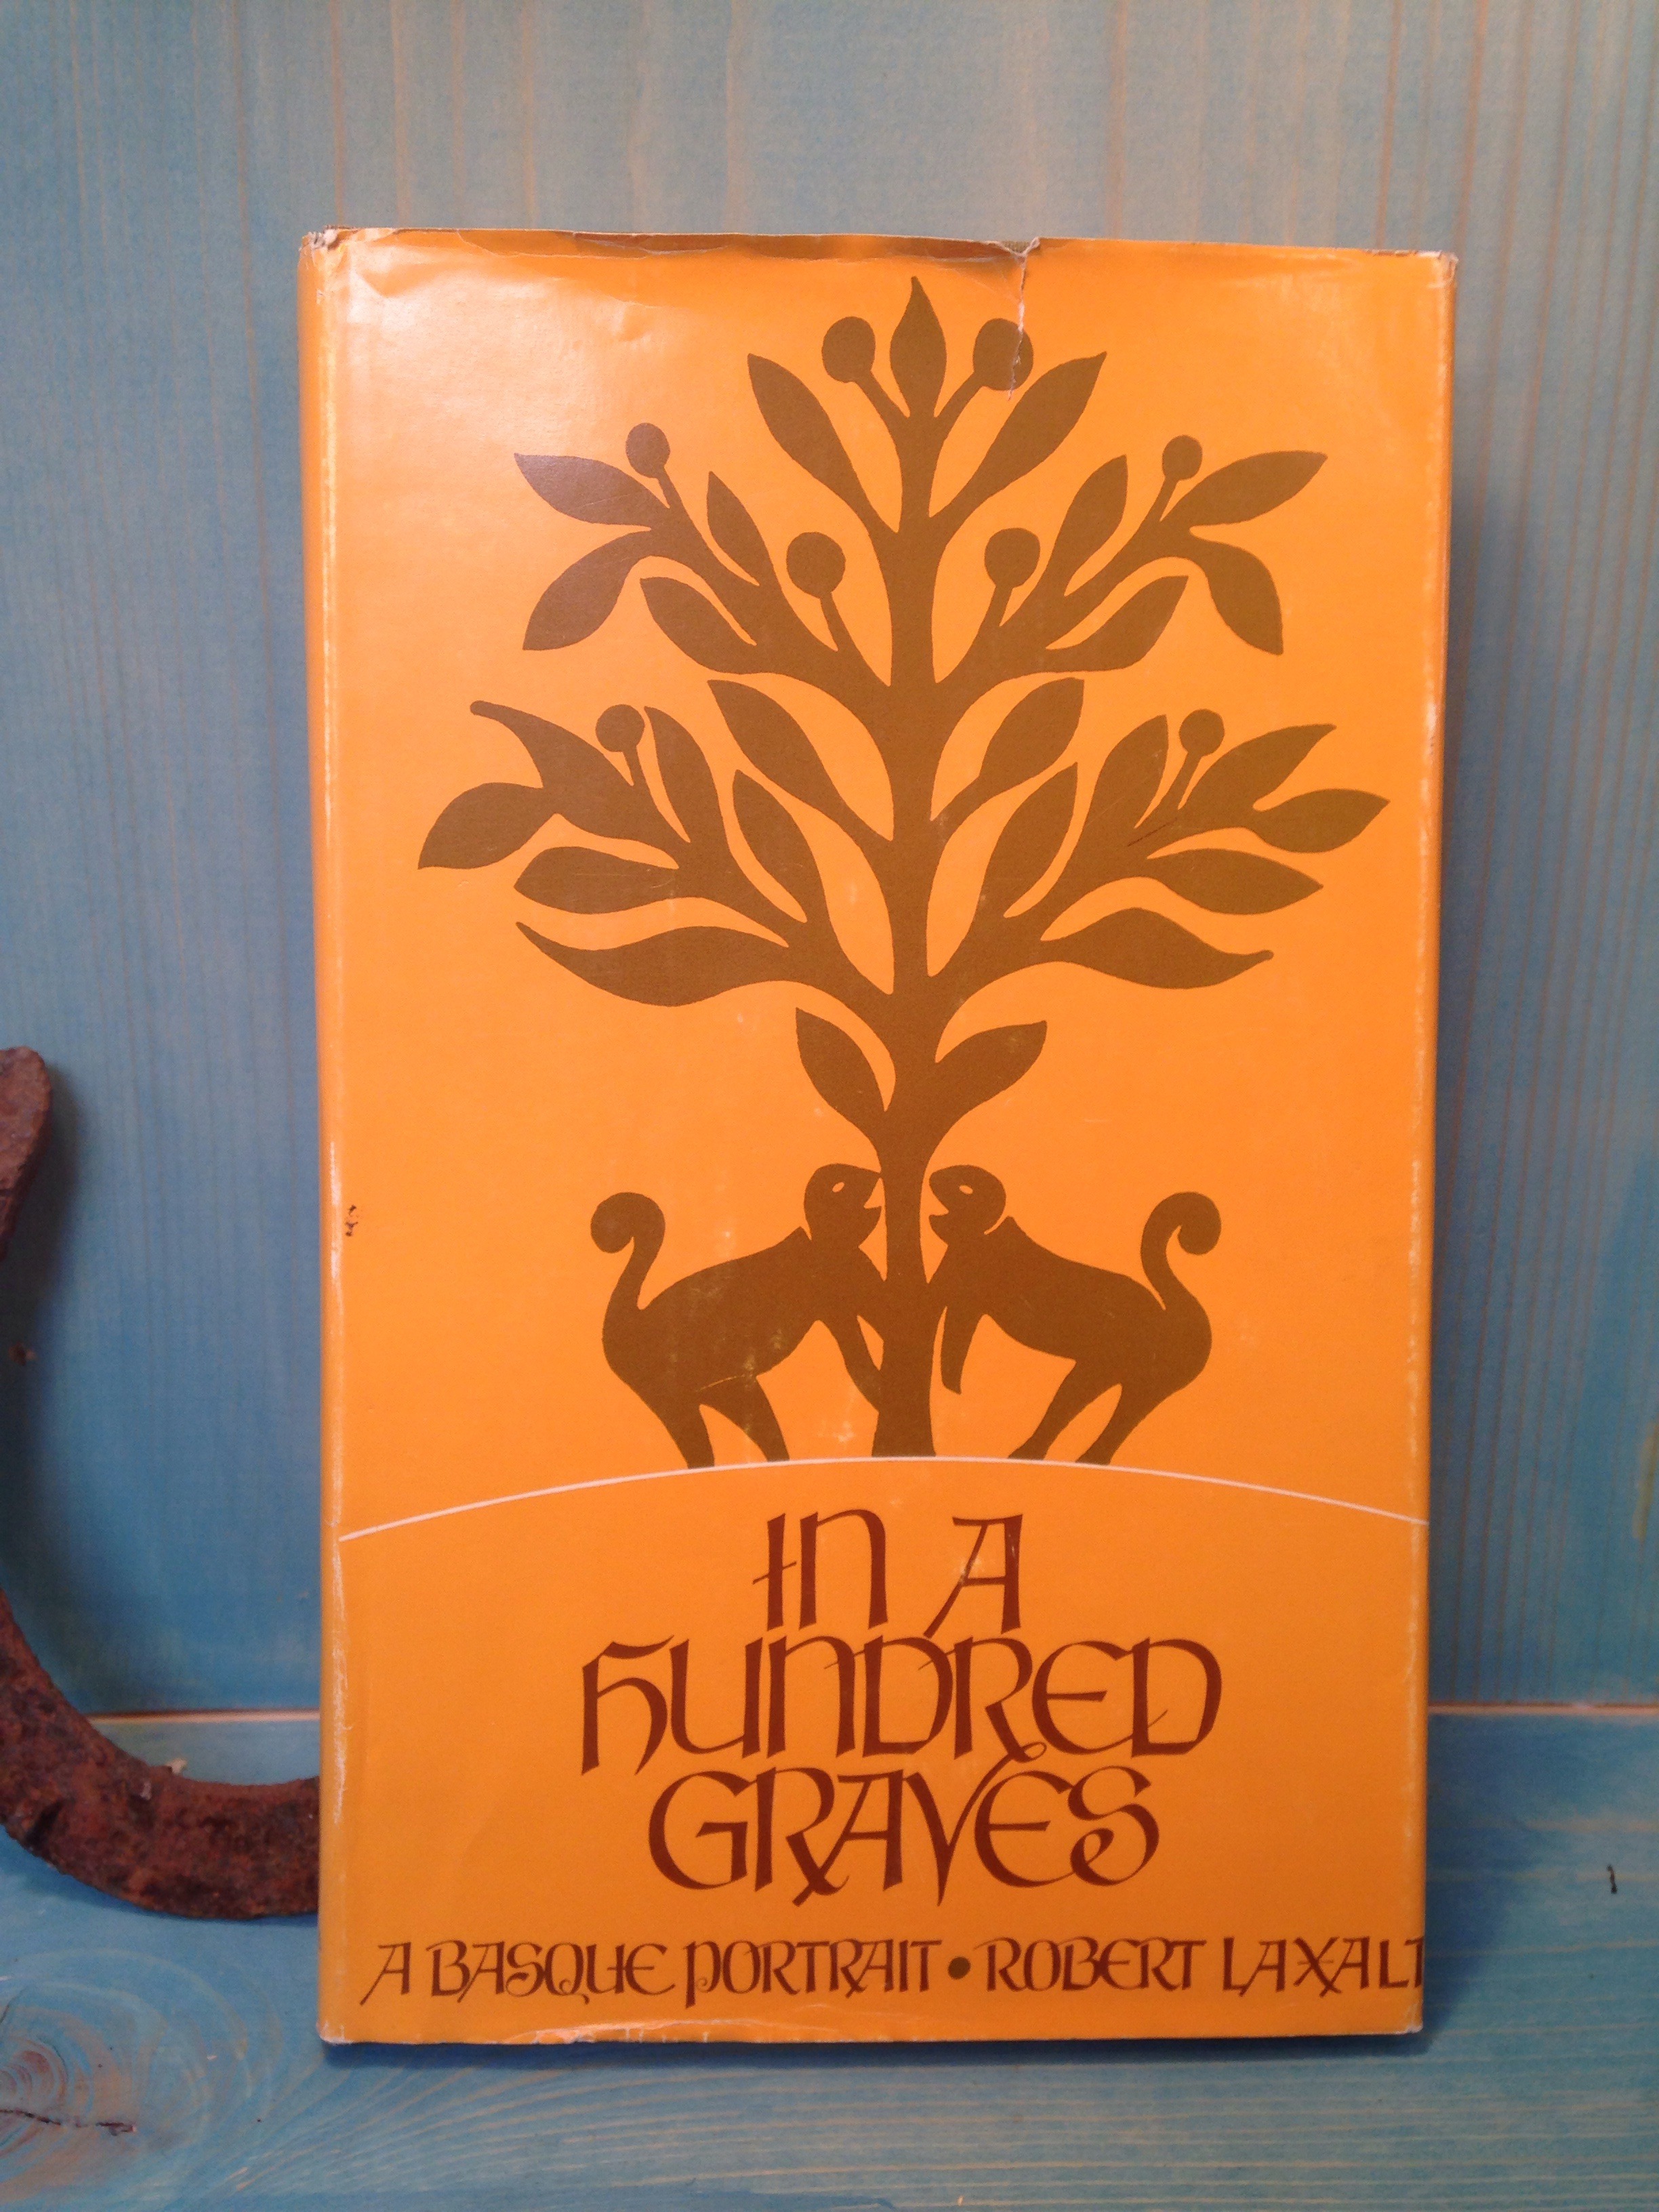 IN A
HUNDRED
GRAVES
A BASQUE PORTRAIT • ROBERT LAXALT